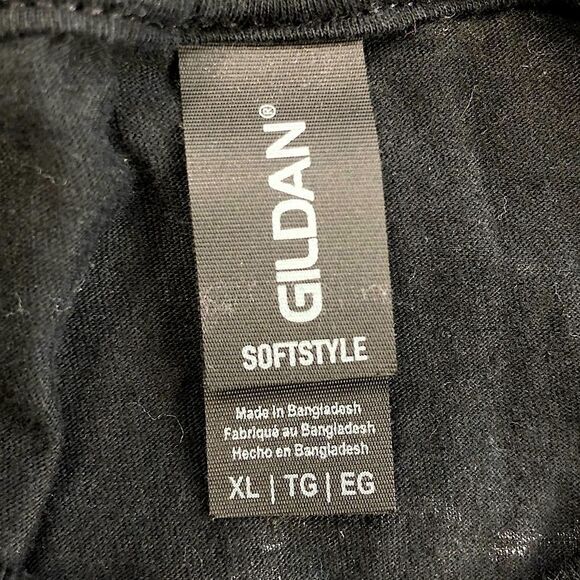 GILDAN®
SOFTSTYLE
Made in Bangladesh
Fabriqué au Bangladesh
Hecho en Bangladesh
XL | TG | EG